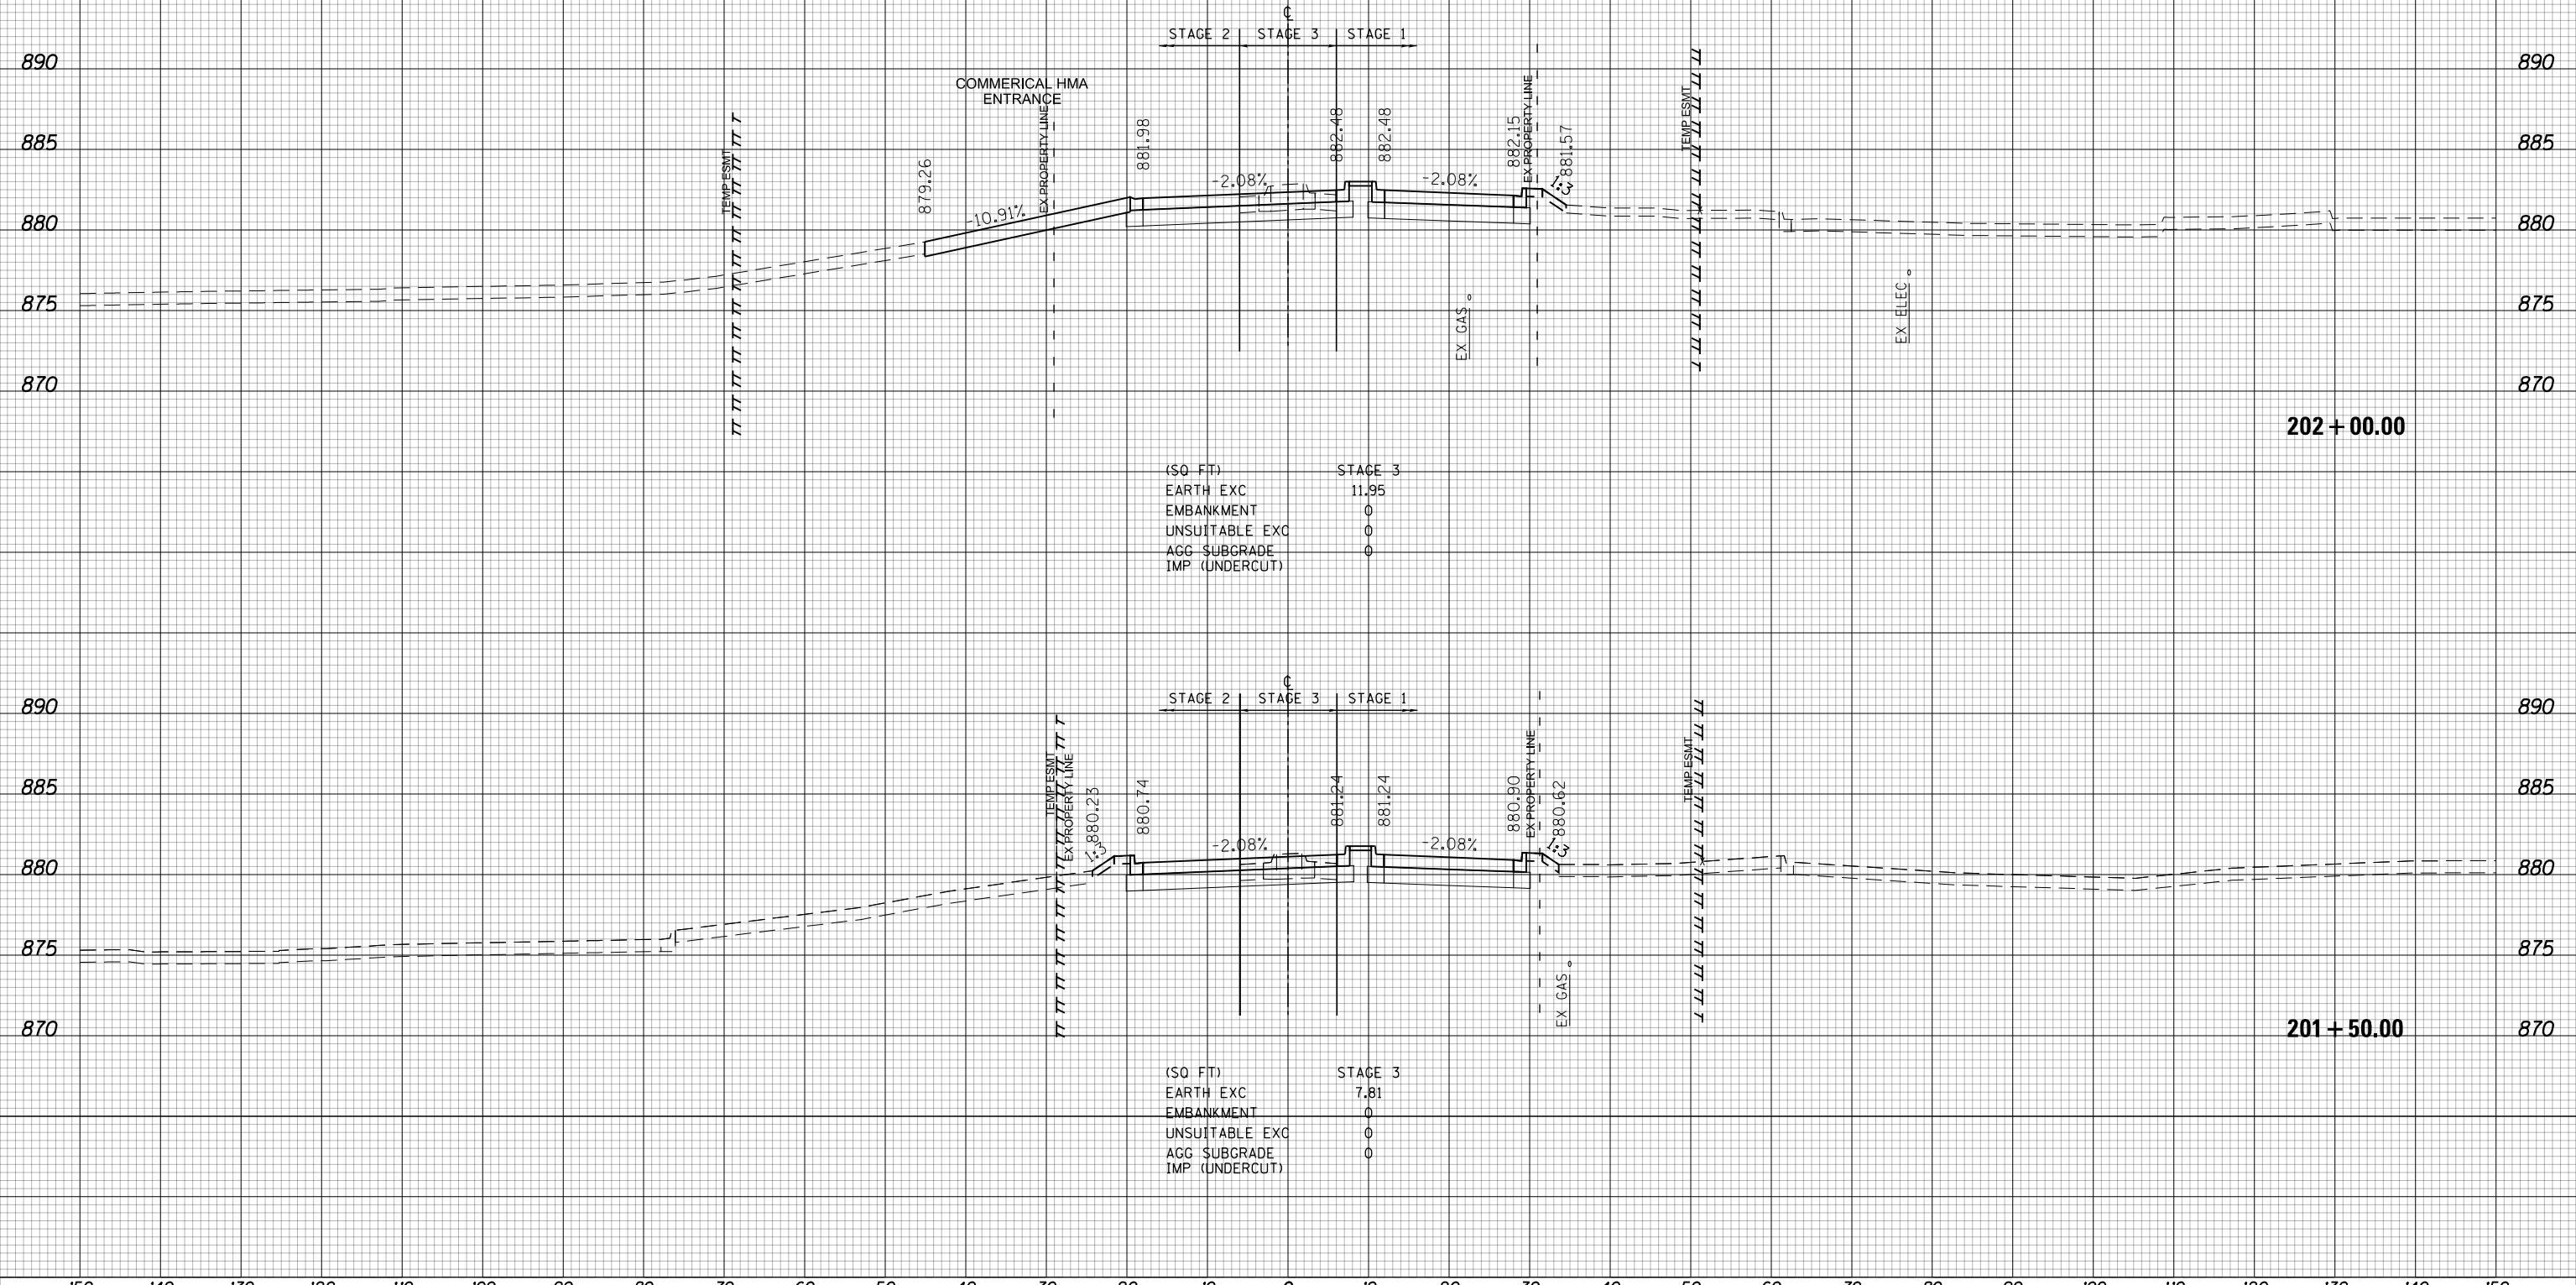 ℄
STAGE 2 STAGE 3 STAGE 1
890 890
COMMERICAL HMA
ENTRANCE
885 885
TEMP ESMT
879.26
EX PROPERTY LINE
881.98
882.48
882.48
882.15
EX PROPERTY LINE
881.57
TEMP ESMT
-10.91%
-2.08%
-2.08%
1:3
880 880
875 875
EX GAS
EX ELEC
870 870
202+00.00
(SQ FT) STAGE 3
EARTH EXC 11.95
EMBANKMENT 0
UNSUITABLE EXC 0
AGG SUBGRADE 0
IMP (UNDERCUT)
℄
STAGE 2 STAGE 3 STAGE 1
890 890
885 885
TEMP ESMT
EX PROPERTY LINE
880.23
880.74
881.24
881.24
880.90
EX PROPERTY LINE
880.62
TEMP ESMT
1:3
-2.08%
-2.08%
1:3
880 880
875 875
EX GAS
870 870
201+50.00
(SQ FT) STAGE 3
EARTH EXC 7.81
EMBANKMENT 0
UNSUITABLE EXC 0
AGG SUBGRADE 0
IMP (UNDERCUT)